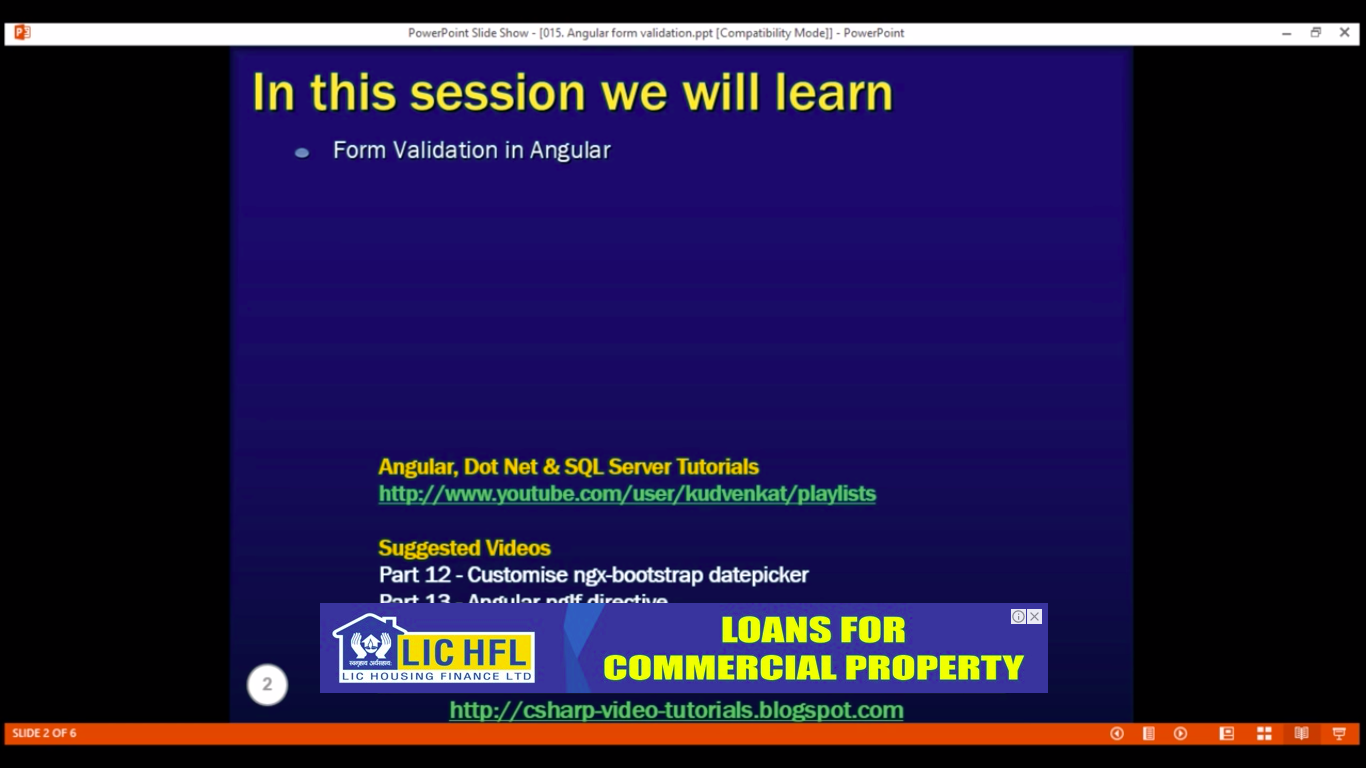 PowerPoint Slide Show - [015. Angular form validation.ppt [Compatibility Mode]] - PowerPoint
In this session we will learn
Form Validation in Angular
Angular, Dot Net & SQL Server Tutorials
http://www.youtube.com/user/kudvenkat/playlists
Suggested Videos
Part 12 - Customise ngx-bootstrap datepicker
Part 13 - Angular ngIf directive
LIC HFL
LIC HOUSING FINANCE LTD
LOANS FOR
COMMERCIAL PROPERTY
2
http://csharp-video-tutorials.blogspot.com
SLIDE 2 OF 6